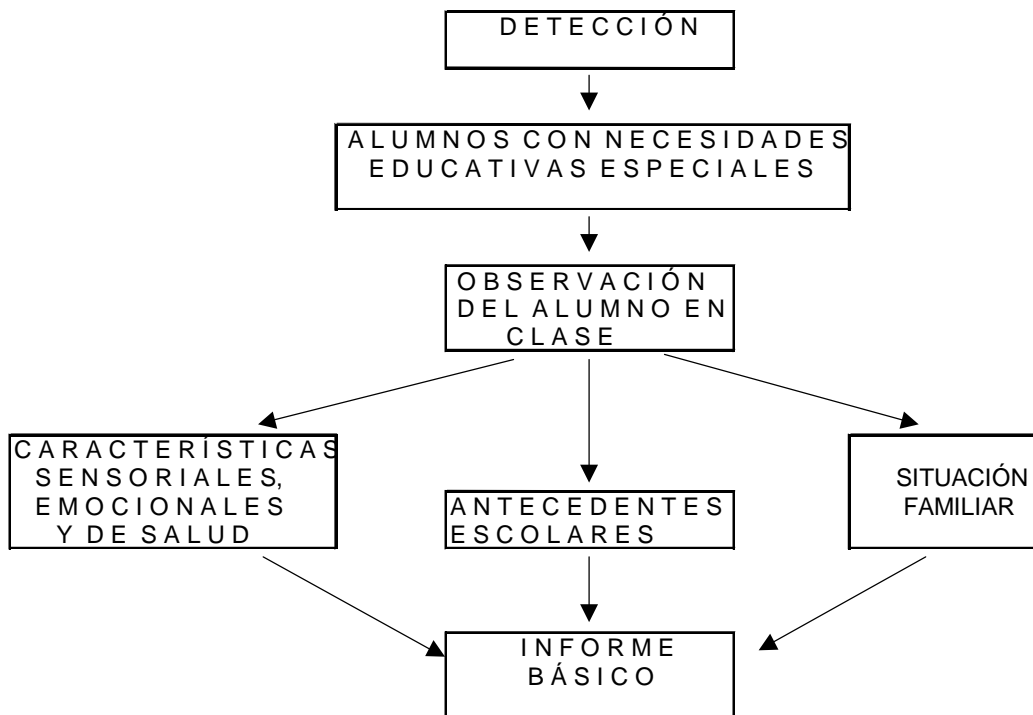 DETECCIÓN
ALUMNOS CON NECESIDADES
EDUCATIVAS ESPECIALES
OBSERVACIÓN
DEL ALUMNO EN
CLASE
CARACTERÍSTICAS
SENSORIALES,
EMOCIONALES
Y DE SALUD
ANTECEDENTES
ESCOLARES
SITUACIÓN
FAMILIAR
INFORME
BÁSICO